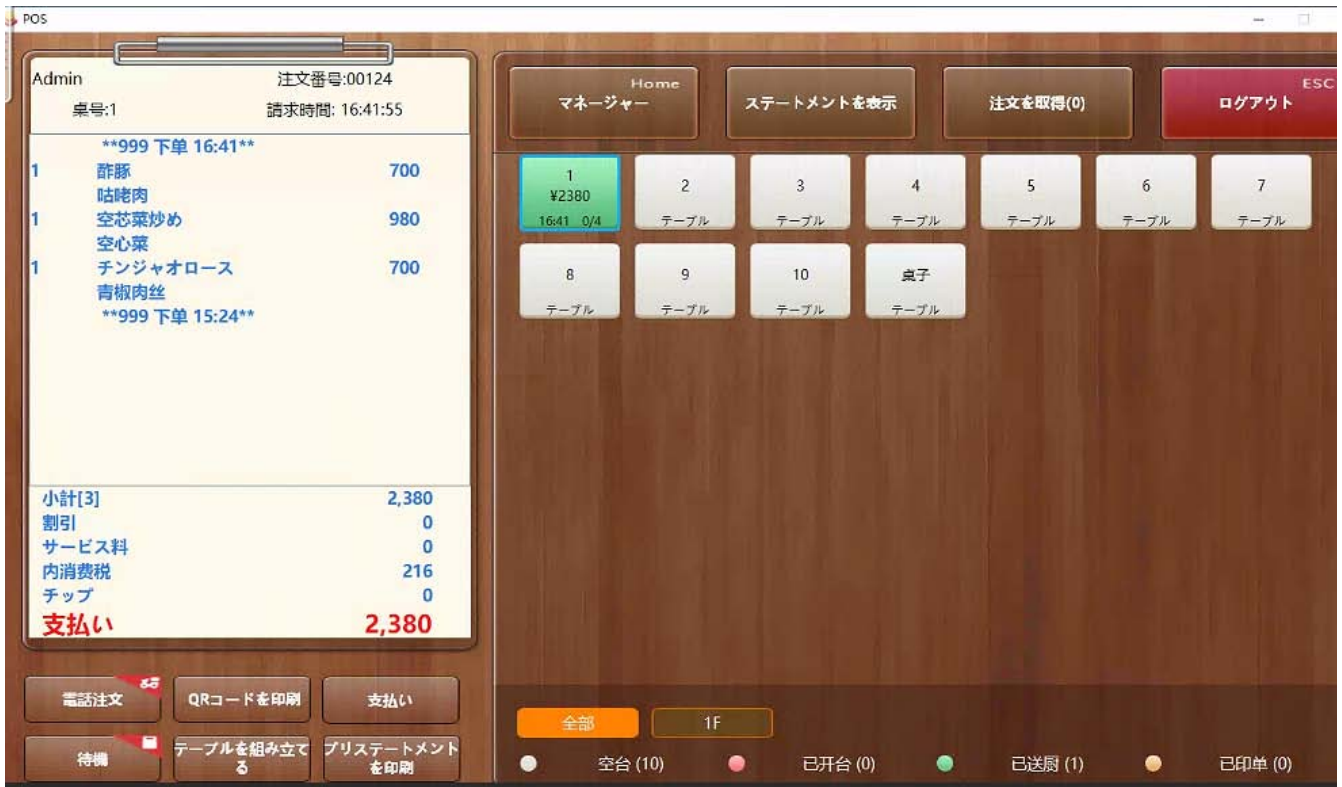 POS
Admin 注文番号:00124
桌号:1 請求時間: 16:41:55
**999 下单 16:41**
1 酢豚 700
咕咾肉
1 空芯菜炒め 980
空心菜
1 チンジャオロース 700
青椒肉丝
**999 下单 15:24**
小計[3] 2,380
割引 0
サービス料 0
内消费税 216
チップ 0
支払い 2,380
電話注文
QRコードを印刷
支払い
待機
テーブルを組み立て
る
プリステートメント
を印刷
Home
マネージャー
ステートメントを表示
注文を取得(0)
ESC
ログアウト
1
¥2380
16:41 0/4
2
テーブル
3
テーブル
4
テーブル
5
テーブル
6
テーブル
7
テーブル
8
テーブル
9
テーブル
10
テーブル
桌子
テーブル
全部
1F
空台 (10)
已开台 (0)
已送厨 (1)
已印单 (0)